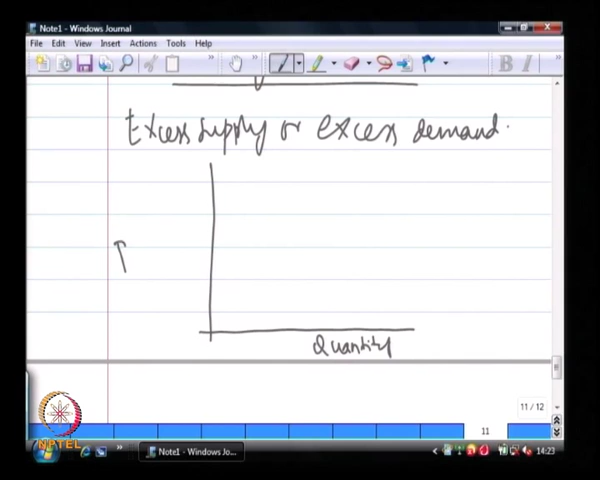 Note1 - Windows Journal
File Edit View Insert Actions Tools Help
B I
Excess supply or excess demand.
Quantity
11 / 12
11
NPTEL
Note1 - Windows Jo...
14:23